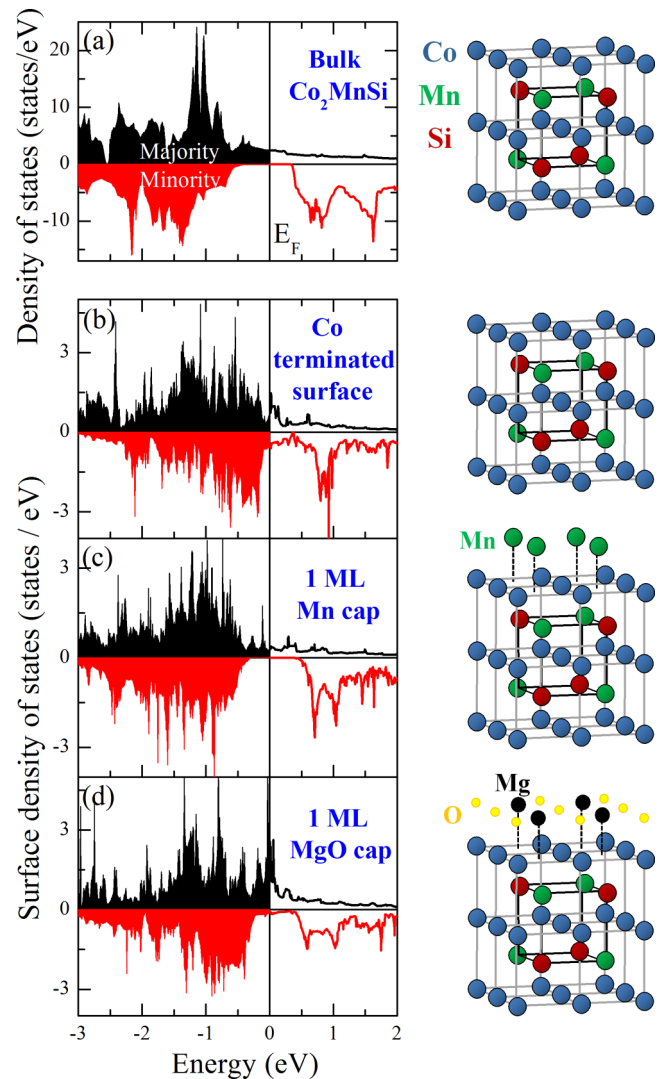 Density of states (states/eV)
(a)
Bulk
Co₂MnSi
20
10
0
-10
Majority
Minority
E_F
Co
Mn
Si
Surface density of states (states / eV)
(b)
Co
terminated
surface
3
0
-3
(c)
1 ML
Mn cap
3
0
-3
Mn
(d)
1 ML
MgO cap
3
0
-3
Mg
O
-3 -2 -1 0 1 2
Energy (eV)